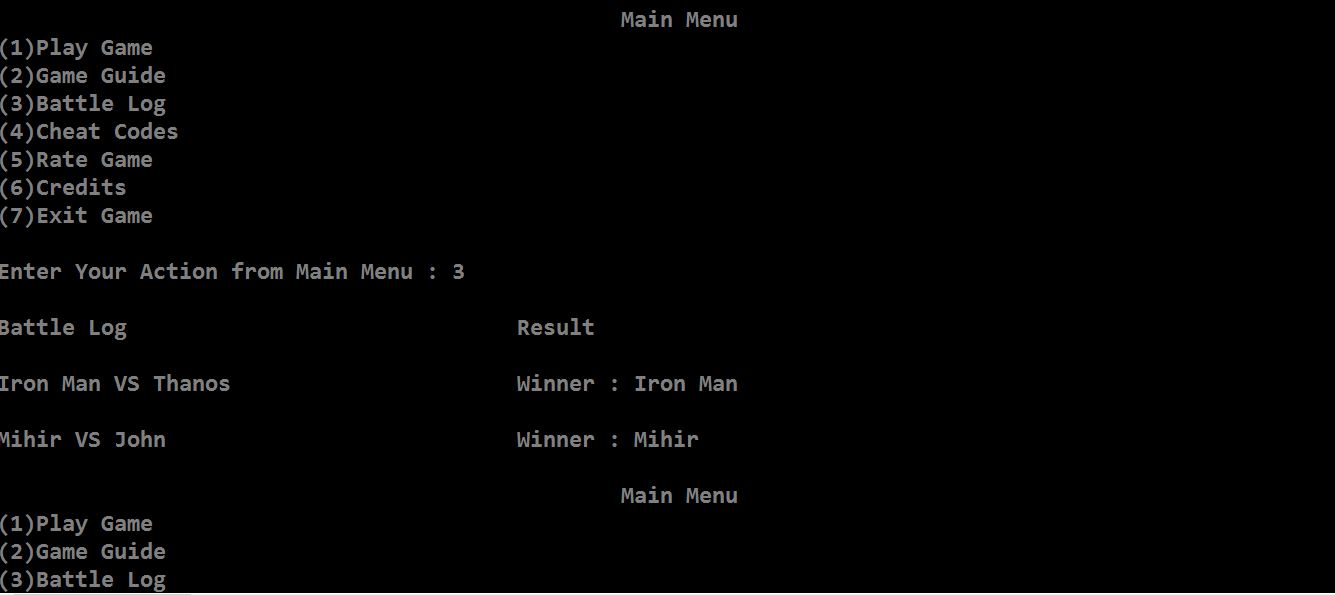 Main Menu
(1)Play Game
(2)Game Guide
(3)Battle Log
(4)Cheat Codes
(5)Rate Game
(6)Credits
(7)Exit Game
Enter Your Action from Main Menu : 3
Battle Log Result
Iron Man VS Thanos Winner : Iron Man
Mihir VS John Winner : Mihir
Main Menu
(1)Play Game
(2)Game Guide
(3)Battle Log